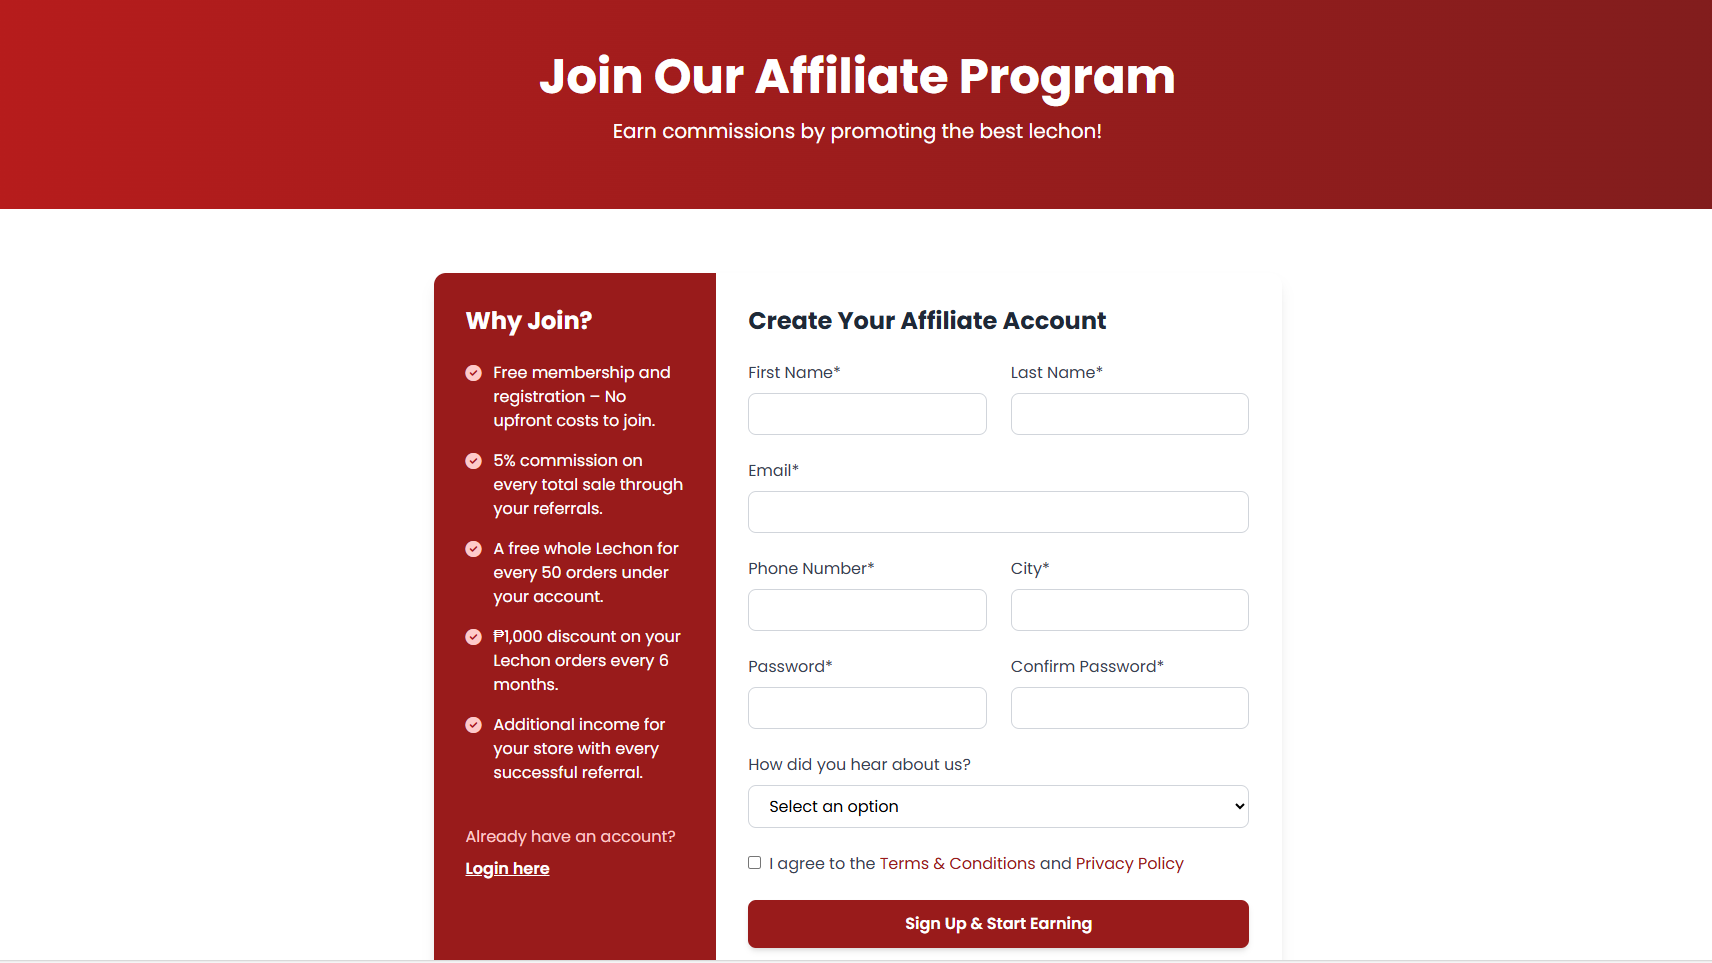 Join Our Affiliate Program
Earn commissions by promoting the best lechon!
Why Join?
Free membership and
registration – No
upfront costs to join.
5% commission on
every total sale through
your referrals.
A free whole Lechon for
every 50 orders under
your account.
₱1,000 discount on your
Lechon orders every 6
months.
Additional income for
your store with every
successful referral.
Already have an account?
Login here
Create Your Affiliate Account
First Name*
Last Name*
Email*
Phone Number*
City*
Password*
Confirm Password*
How did you hear about us?
Select an option
I agree to the Terms & Conditions and Privacy Policy
Sign Up & Start Earning